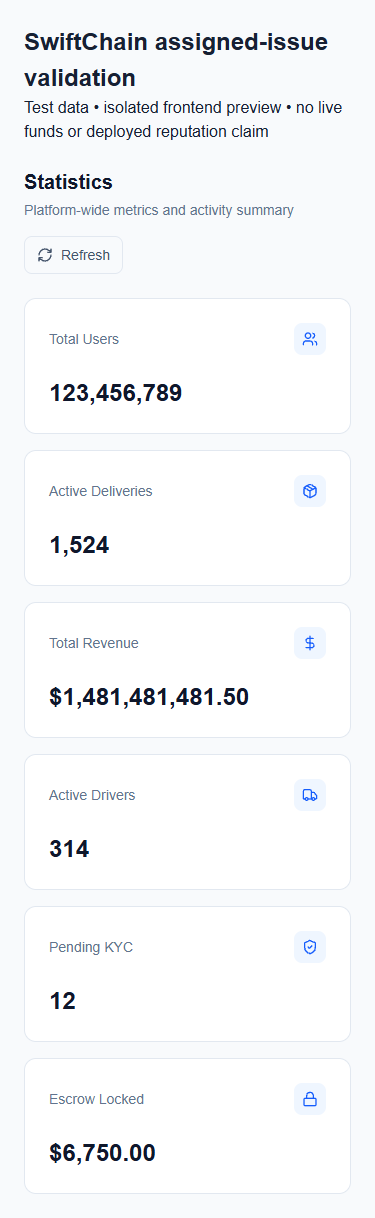 SwiftChain assigned-issue
validation
Test data • isolated frontend preview • no live
funds or deployed reputation claim
Statistics
Platform-wide metrics and activity summary
Refresh
Total Users
123,456,789
Active Deliveries
1,524
Total Revenue
$1,481,481,481.50
Active Drivers
314
Pending KYC
12
Escrow Locked
$6,750.00